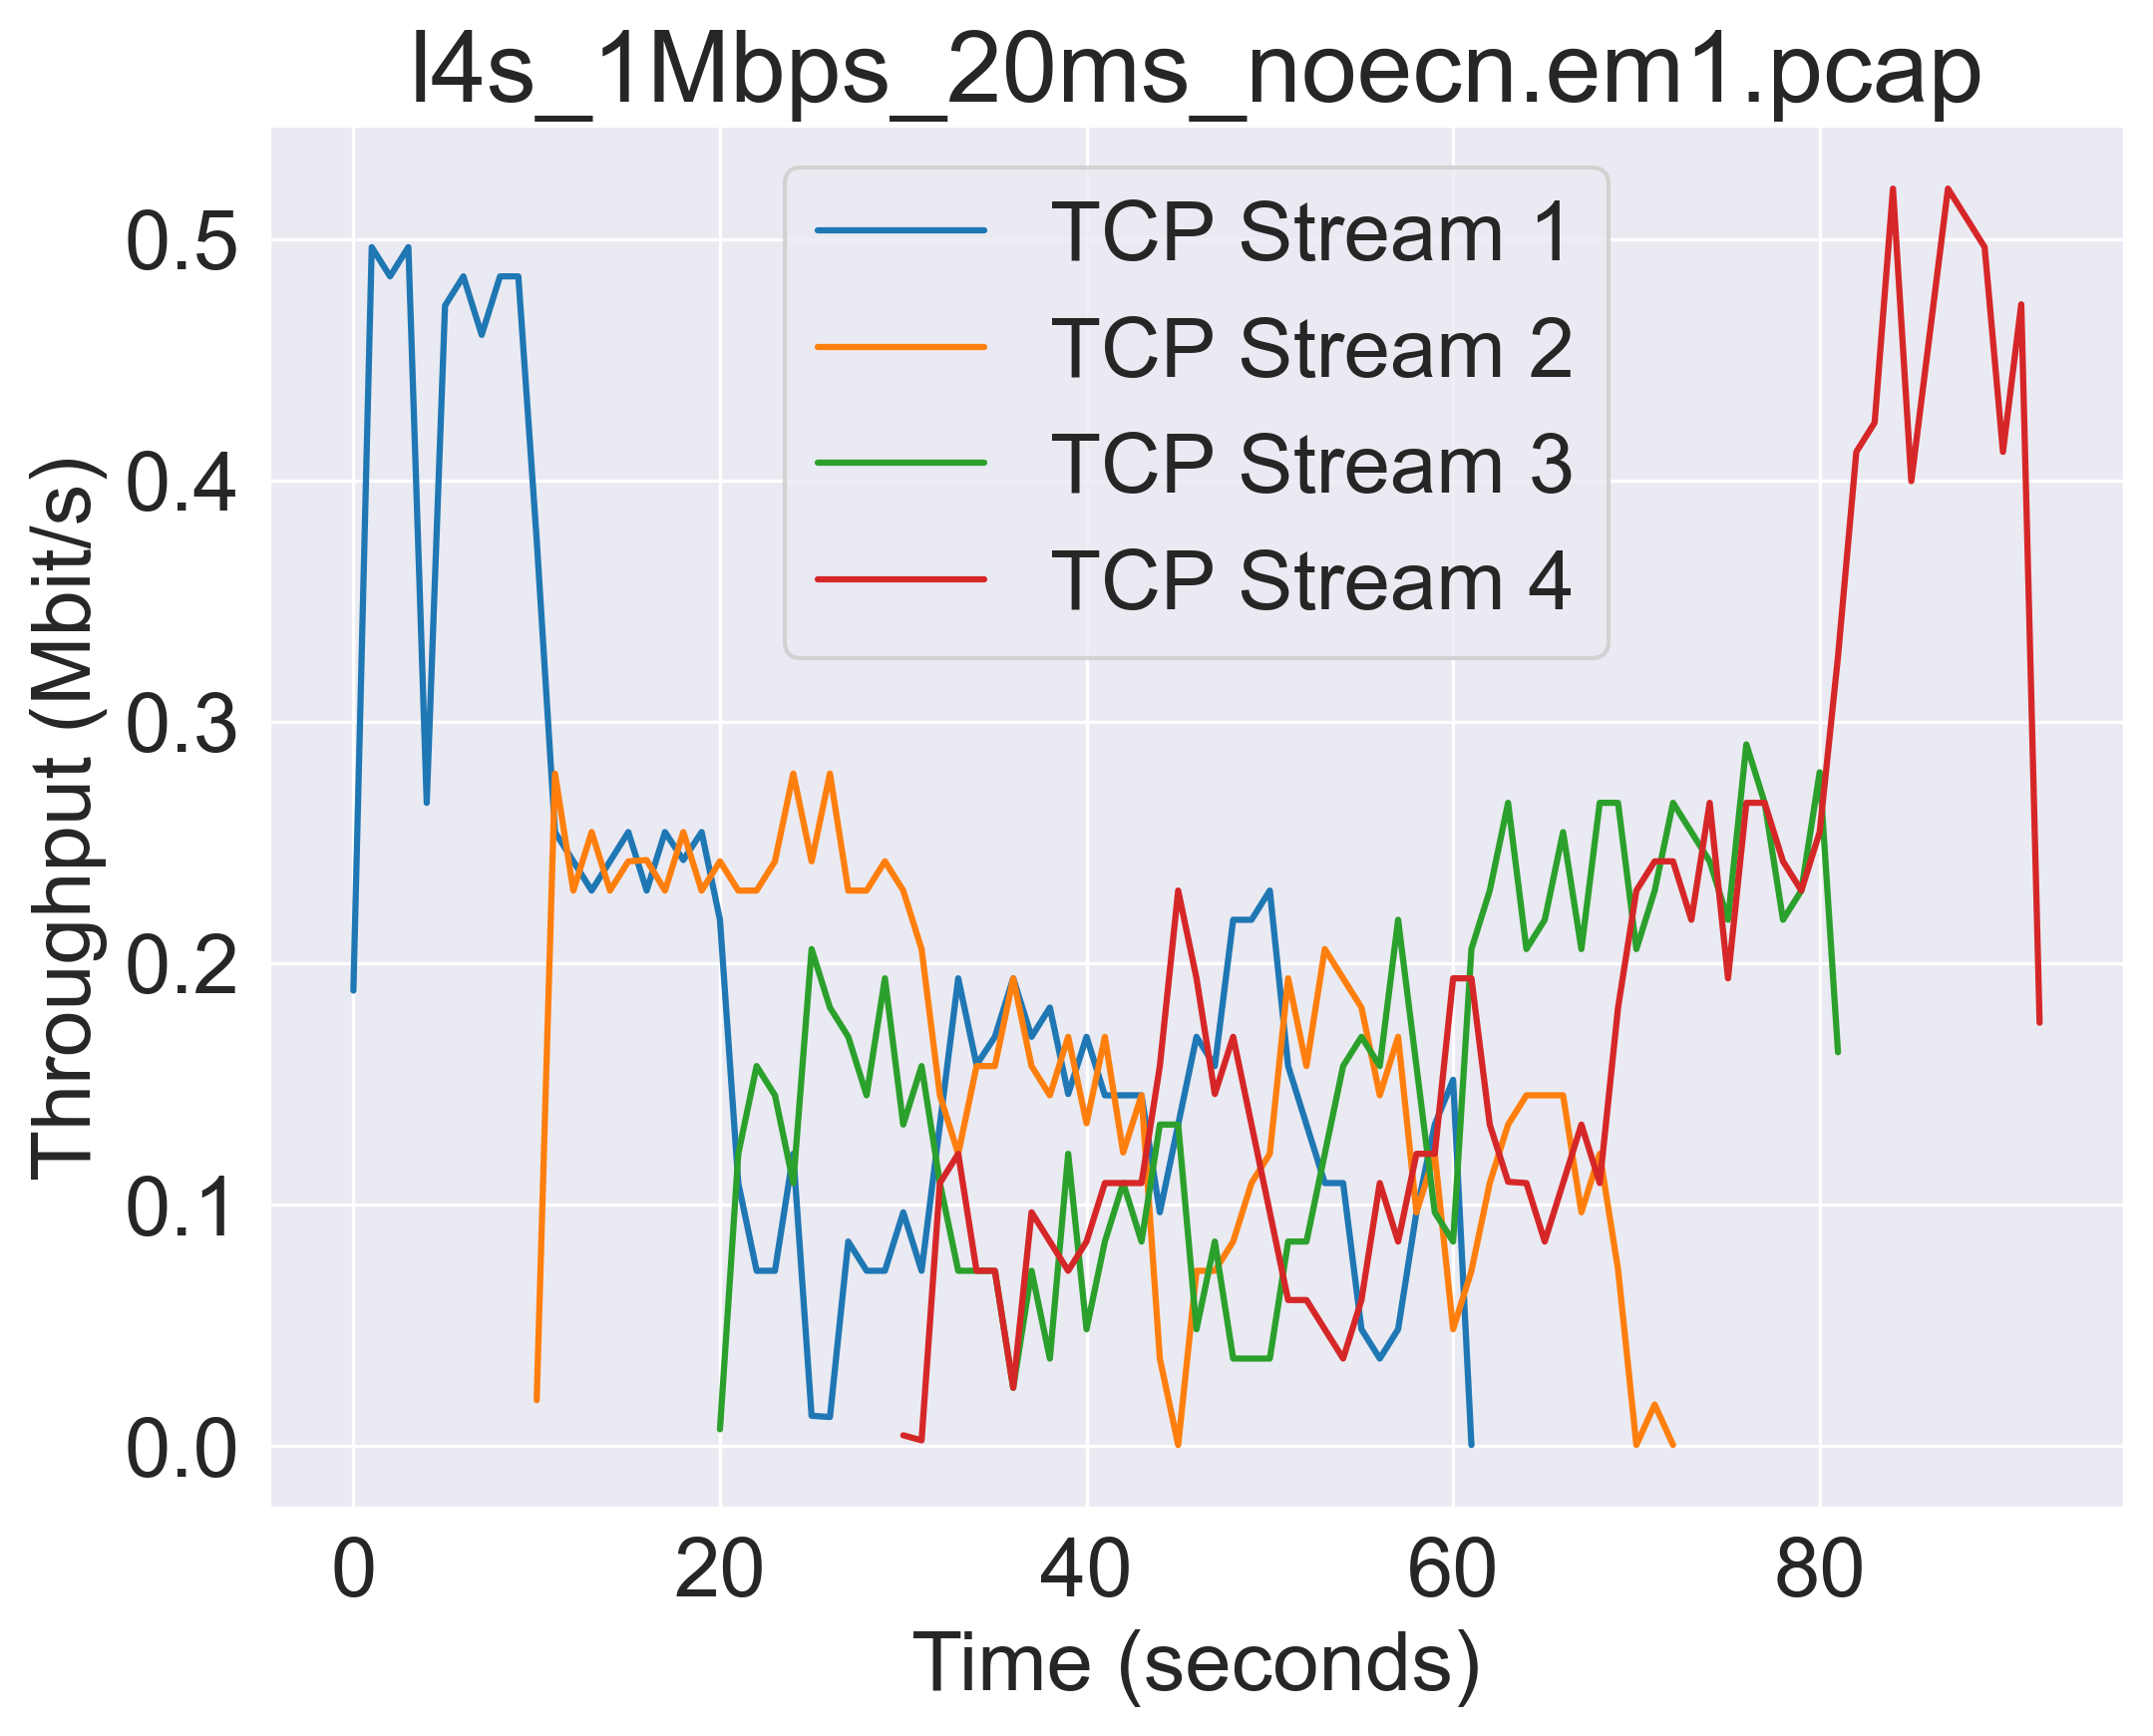 l4s_1Mbps_20ms_noecn.em1.pcap
TCP Stream 1
TCP Stream 2
TCP Stream 3
TCP Stream 4
Throughput (Mbit/s)
0.5
0.4
0.3
0.2
0.1
0.0
0 20 40 60 80
Time (seconds)